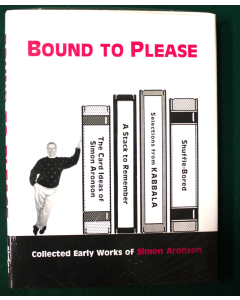 BOUND TO PLEASE
The Card Ideas of
Simon Aronson
A Stack to Remember
Selections from KABBALA
Shuffle-Bored
Collected Early Works of Simon Aronson